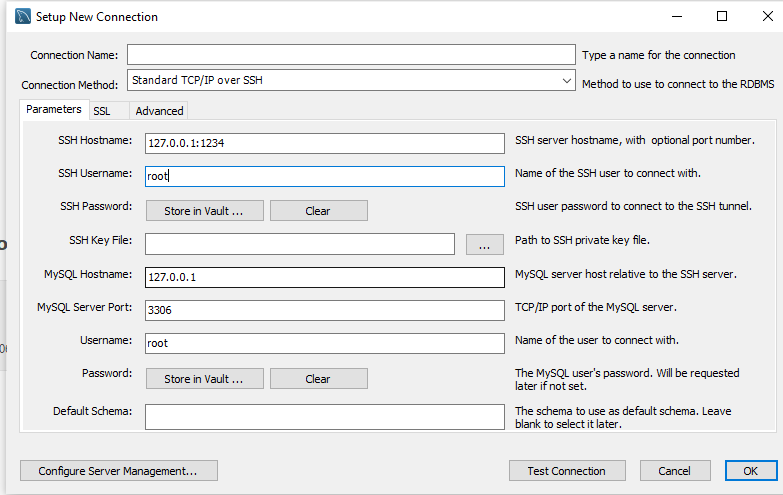 Setup New Connection
Connection Name: Type a name for the connection
Connection Method: Standard TCP/IP over SSH Method to use to connect to the RDBMS
Parameters SSL Advanced
SSH Hostname: 127.0.0.1:1234 SSH server hostname, with optional port number.
SSH Username: root Name of the SSH user to connect with.
SSH Password: Store in Vault ... Clear SSH user password to connect to the SSH tunnel.
SSH Key File: ... Path to SSH private key file.
MySQL Hostname: 127.0.0.1 MySQL server host relative to the SSH server.
MySQL Server Port: 3306 TCP/IP port of the MySQL server.
Username: root Name of the user to connect with.
Password: Store in Vault ... Clear The MySQL user's password. Will be requested
later if not set.
Default Schema: The schema to use as default schema. Leave
blank to select it later.
Configure Server Management... Test Connection Cancel OK